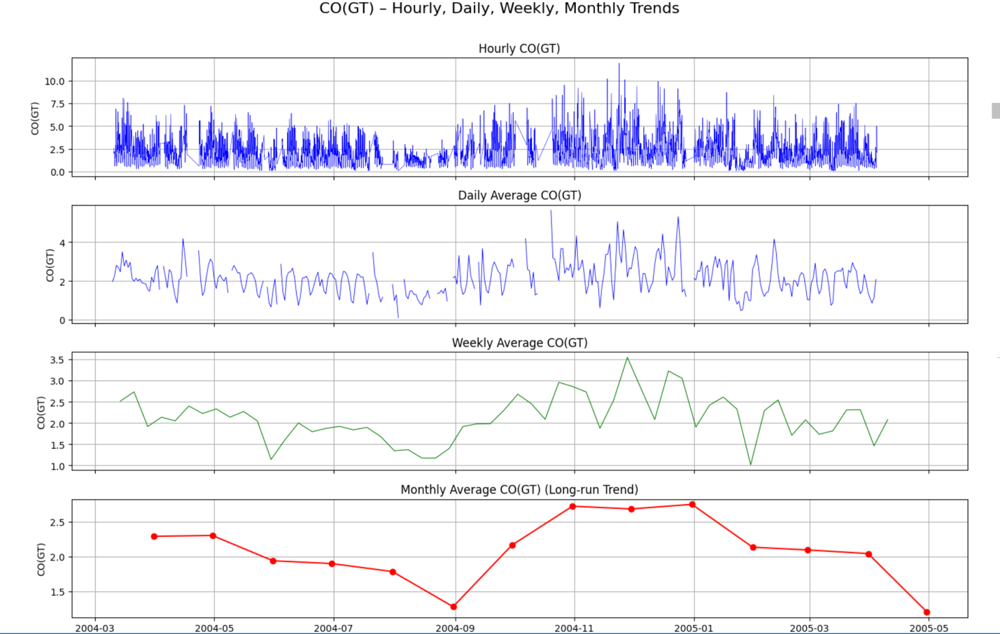 CO(GT) – Hourly, Daily, Weekly, Monthly Trends
Hourly CO(GT)
CO(GT)
10.0
7.5
5.0
2.5
0.0
Daily Average CO(GT)
CO(GT)
4
2
0
Weekly Average CO(GT)
CO(GT)
3.5
3.0
2.5
2.0
1.5
1.0
Monthly Average CO(GT) (Long-run Trend)
CO(GT)
2.5
2.0
1.5
2004-03 2004-05 2004-07 2004-09 2004-11 2005-01 2005-03 2005-05